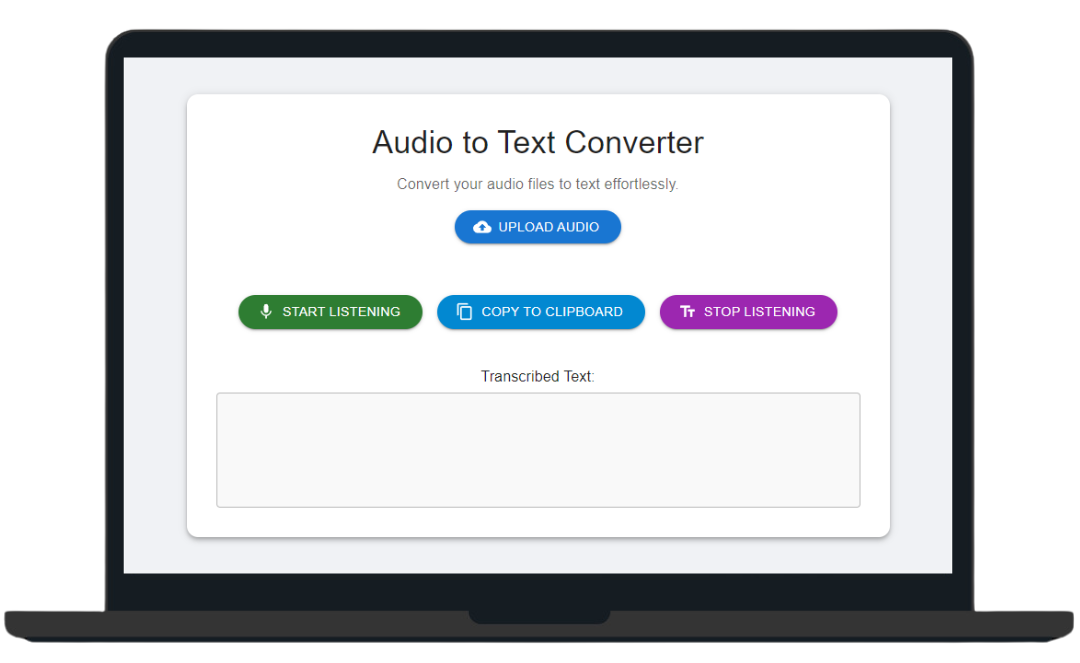 Audio to Text Converter
Convert your audio files to text effortlessly.
UPLOAD AUDIO
START LISTENING
COPY TO CLIPBOARD
STOP LISTENING
Transcribed Text: